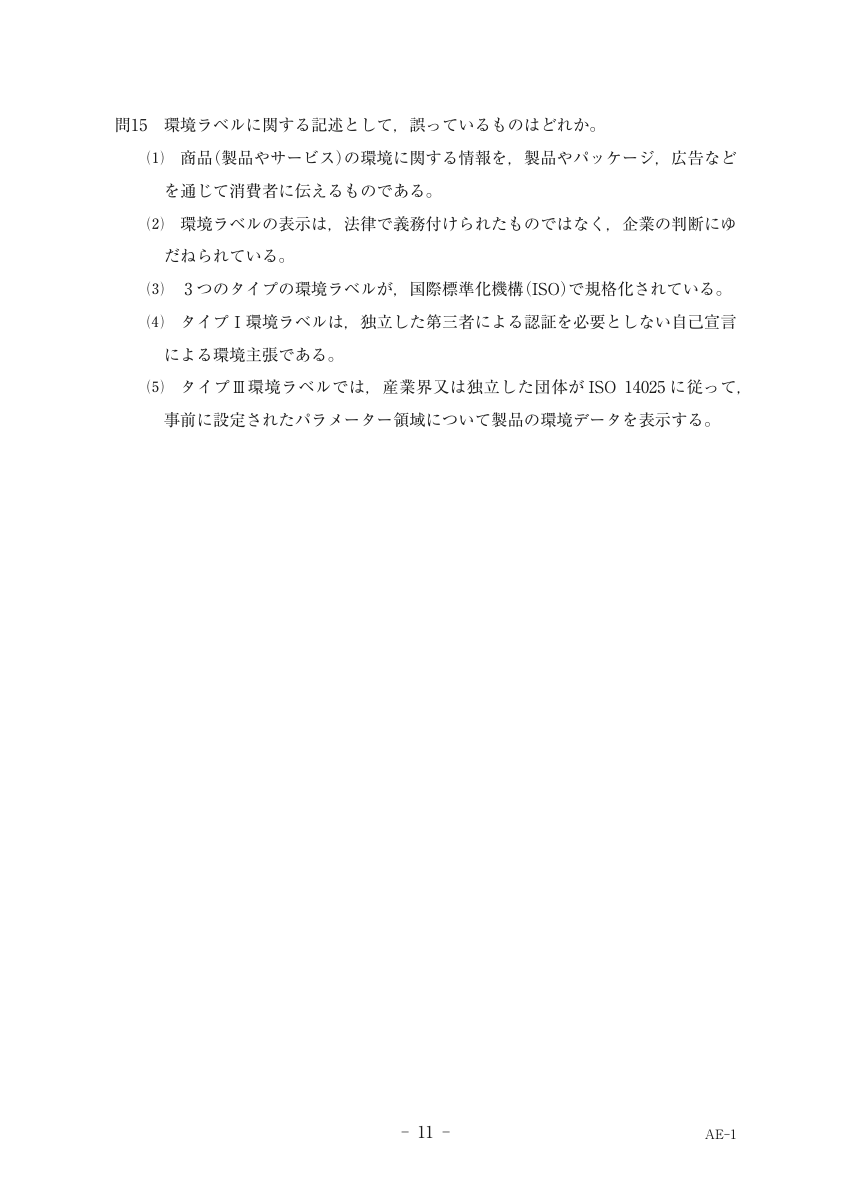 問15　環境ラベルに関する記述として，誤っているものはどれか。
⑴　商品（製品やサービス）の環境に関する情報を，製品やパッケージ，広告など
を通じて消費者に伝えるものである。
⑵　環境ラベルの表示は，法律で義務付けられたものではなく，企業の判断にゆ
だねられている。
⑶　３つのタイプの環境ラベルが，国際標準化機構（ISO）で規格化されている。
⑷　タイプⅠ環境ラベルは，独立した第三者による認証を必要としない自己宣言
による環境主張である。
⑸　タイプⅢ環境ラベルでは，産業界又は独立した団体が ISO 14025 に従って，
事前に設定されたパラメーター領域について製品の環境データを表示する。
－ 11 －
AE-1